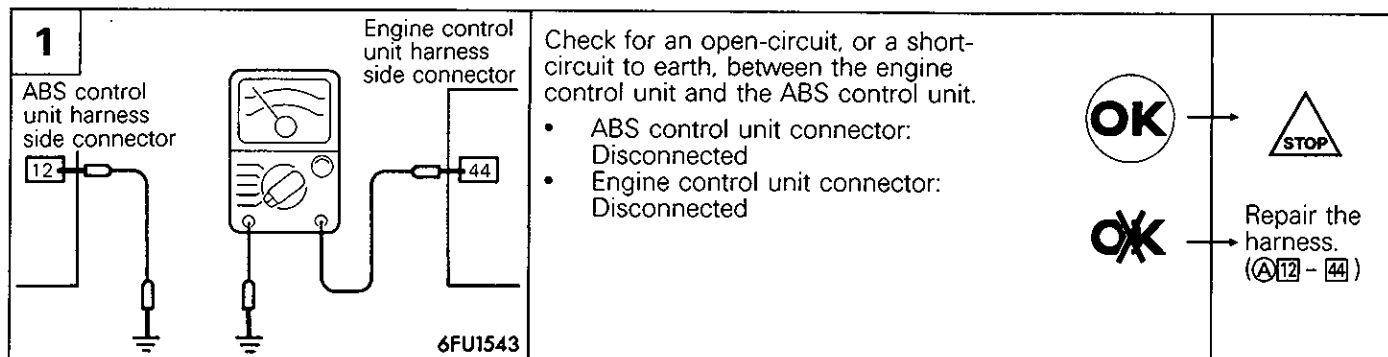 1
ABS control
unit harness
side connector
12
Engine control
unit harness
side connector
44
6FU1543
Check for an open-circuit, or a short-
circuit to earth, between the engine
control unit and the ABS control unit.
• ABS control unit connector:
Disconnected
• Engine control unit connector:
Disconnected
OK
STOP
OK
Repair the
harness.
(A 12 – 44)